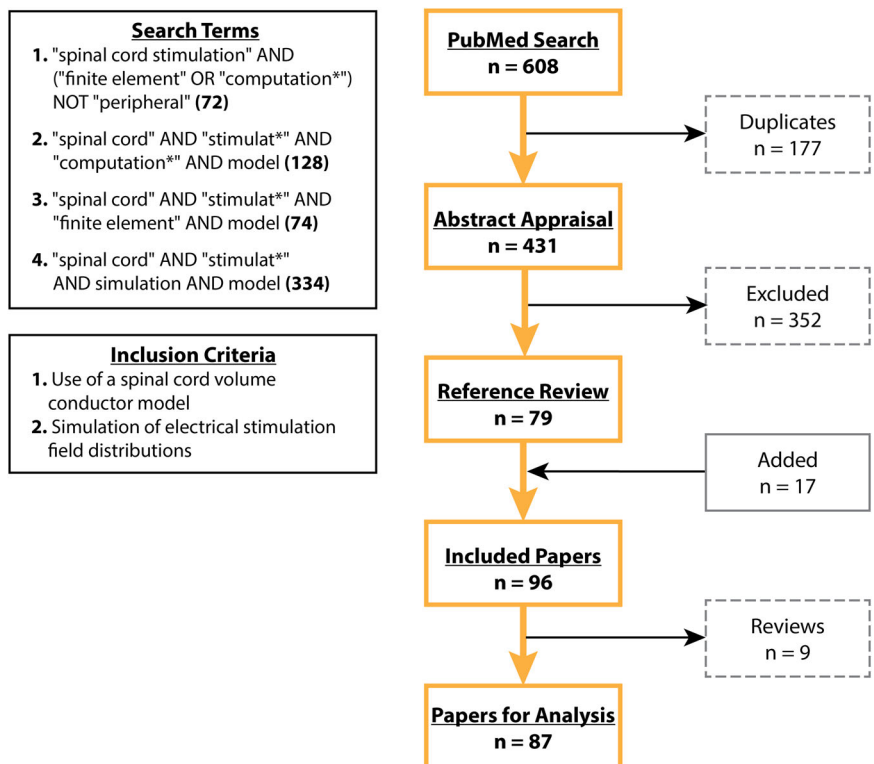 Search Terms
1. "spinal cord stimulation" AND
("finite element" OR "computation*")
NOT "peripheral" (72)
2. "spinal cord" AND "stimulat*" AND
"computation*" AND model (128)
3. "spinal cord" AND "stimulat*" AND
"finite element" AND model (74)
4. "spinal cord" AND "stimulat*"
AND simulation AND model (334)
Inclusion Criteria
1. Use of a spinal cord volume
conductor model
2. Simulation of electrical stimulation
field distributions
PubMed Search
n = 608
Duplicates
n = 177
Abstract Appraisal
n = 431
Excluded
n = 352
Reference Review
n = 79
Added
n = 17
Included Papers
n = 96
Reviews
n = 9
Papers for Analysis
n = 87